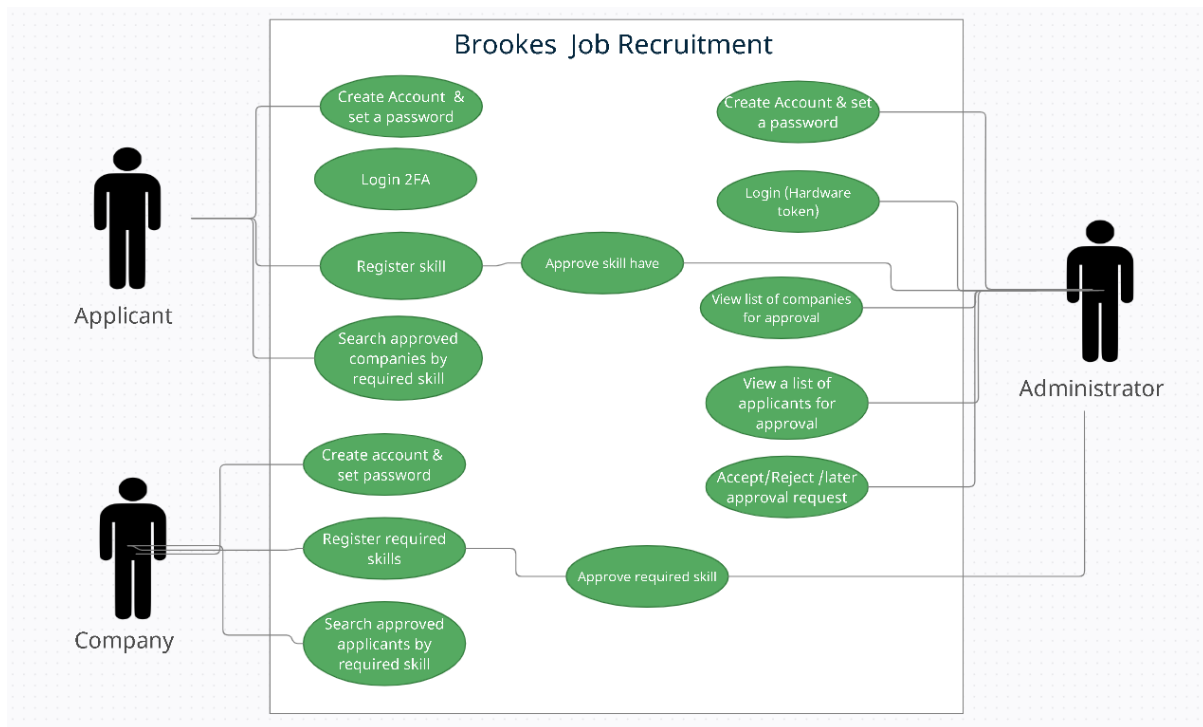 Brookes Job Recruitment
Create Account &
set a password
Login 2FA
Register skill
Search approved
companies by
required skill
Approve skill have
Create Account & set
a password
Login (Hardware
token)
View list of companies
for approval
View a list of
applicants for
approval
Accept/Reject /later
approval request
Applicant
Administrator
Create account &
set password
Register required
skills
Approve required skill
Search approved
applicants by
required skill
Company